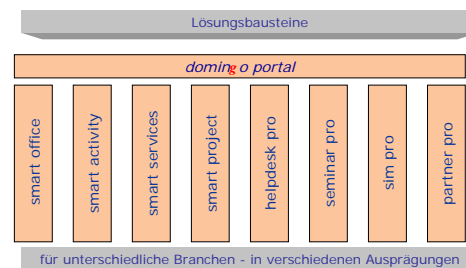 Lösungsbausteine
domingo portal
smart office
smart activity
smart services
smart project
helpdesk pro
seminar pro
sim pro
partner pro
für unterschiedliche Branchen - in verschiedenen Ausprägungen